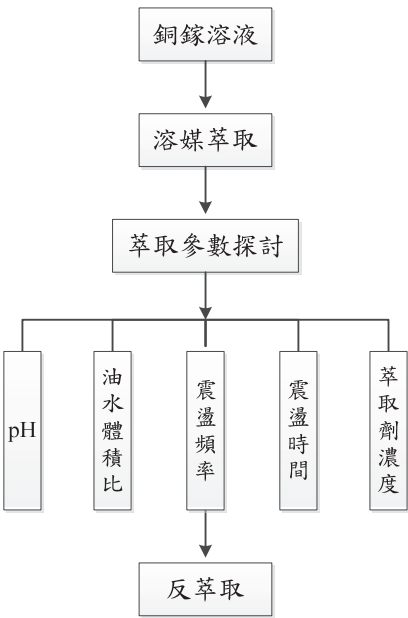 銅鎵溶液
溶媒萃取
萃取參數探討
pH
油水體積比
震盪頻率
震盪時間
萃取劑濃度
反萃取